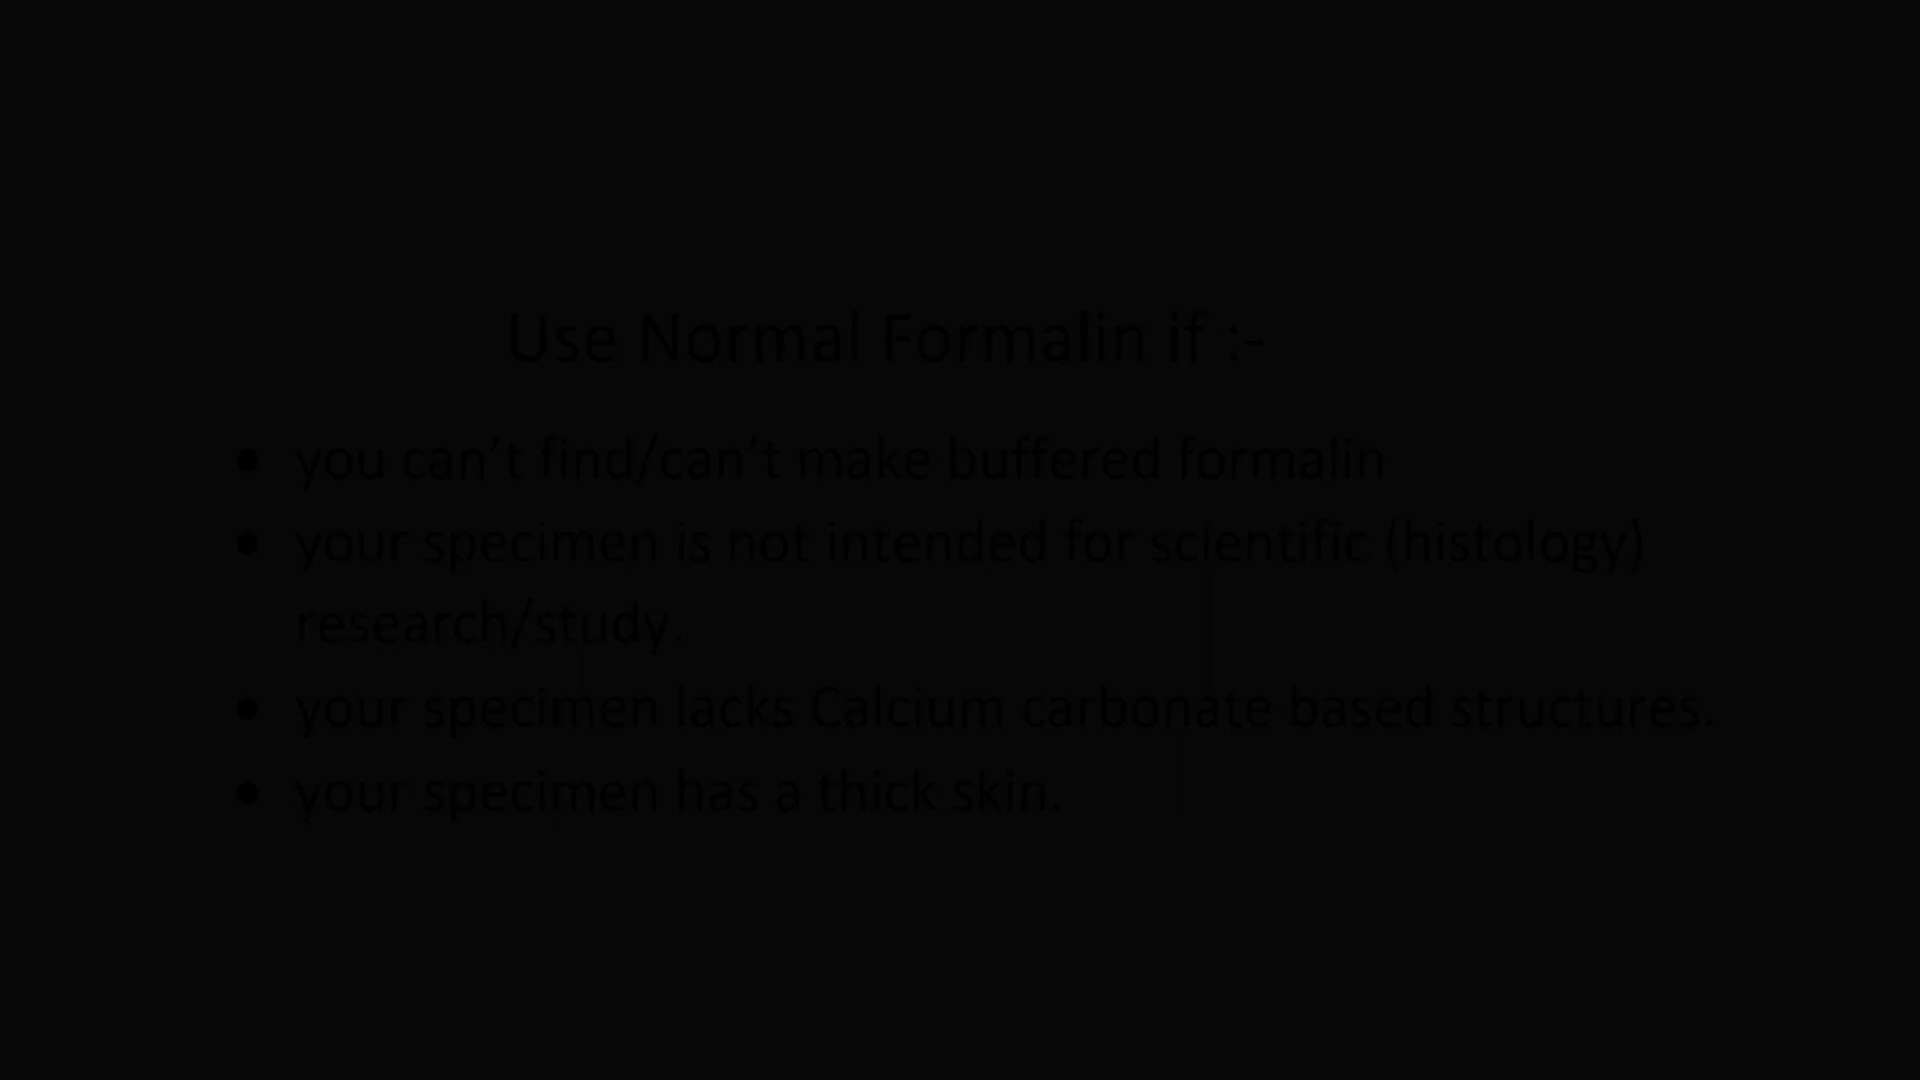 Use Normal Formalin if :-
• you can’t find/can’t make buffered formalin
• your specimen is not intended for scientific (histology)
research/study.
• your specimen lacks Calcium carbonate based structures.
• your specimen has a thick skin.